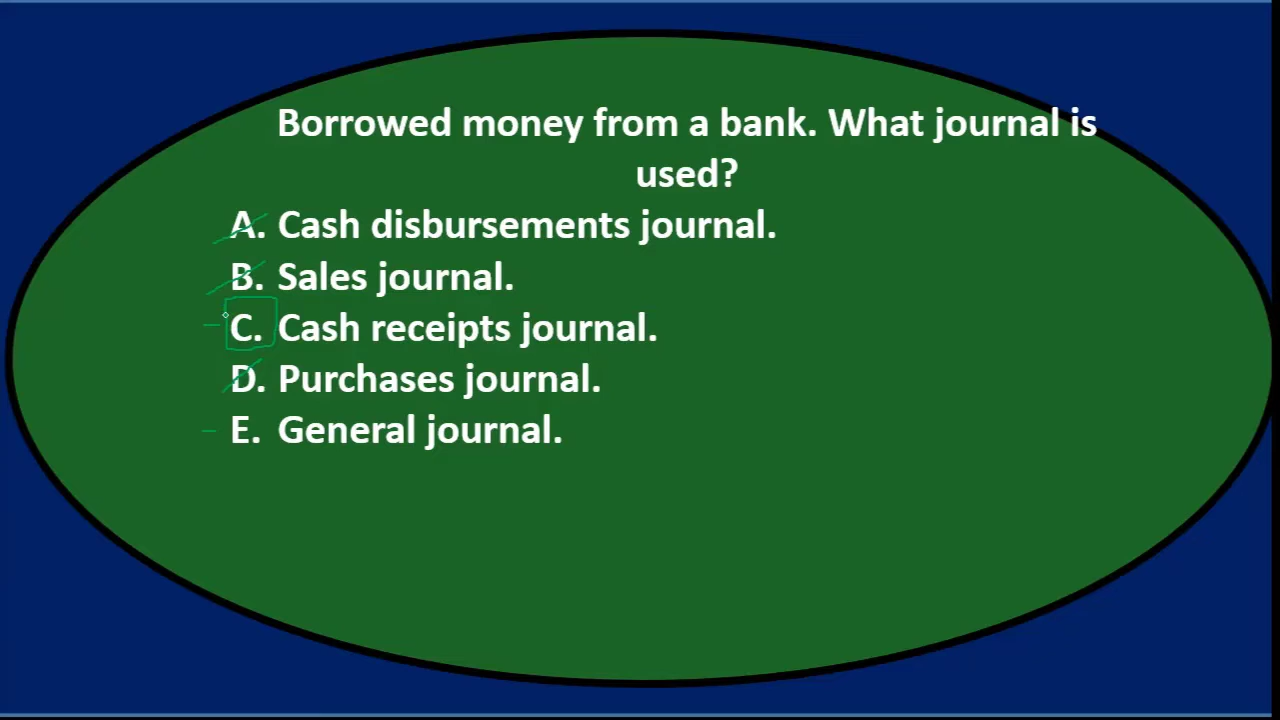 Borrowed money from a bank. What journal is
used?
A. Cash disbursements journal.
B. Sales journal.
C. Cash receipts journal.
D. Purchases journal.
E. General journal.